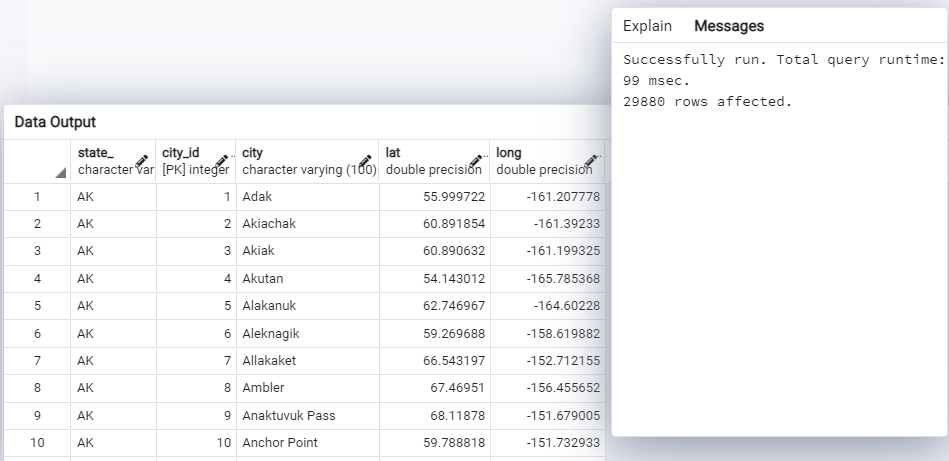 Explain Messages
Successfully run. Total query runtime:
99 msec.
29880 rows affected.
Data Output
state_ city_id city lat long
character var [PK] integer character varying (100) double precision double precision
1 AK 1 Adak 55.999722 -161.207778
2 AK 2 Akiachak 60.891854 -161.39233
3 AK 3 Akiak 60.890632 -161.199325
4 AK 4 Akutan 54.143012 -165.785368
5 AK 5 Alakanuk 62.746967 -164.60228
6 AK 6 Aleknagik 59.269688 -158.619882
7 AK 7 Allakaket 66.543197 -152.712155
8 AK 8 Ambler 67.46951 -156.455652
9 AK 9 Anaktuvuk Pass 68.11878 -151.679005
10 AK 10 Anchor Point 59.788818 -151.732933